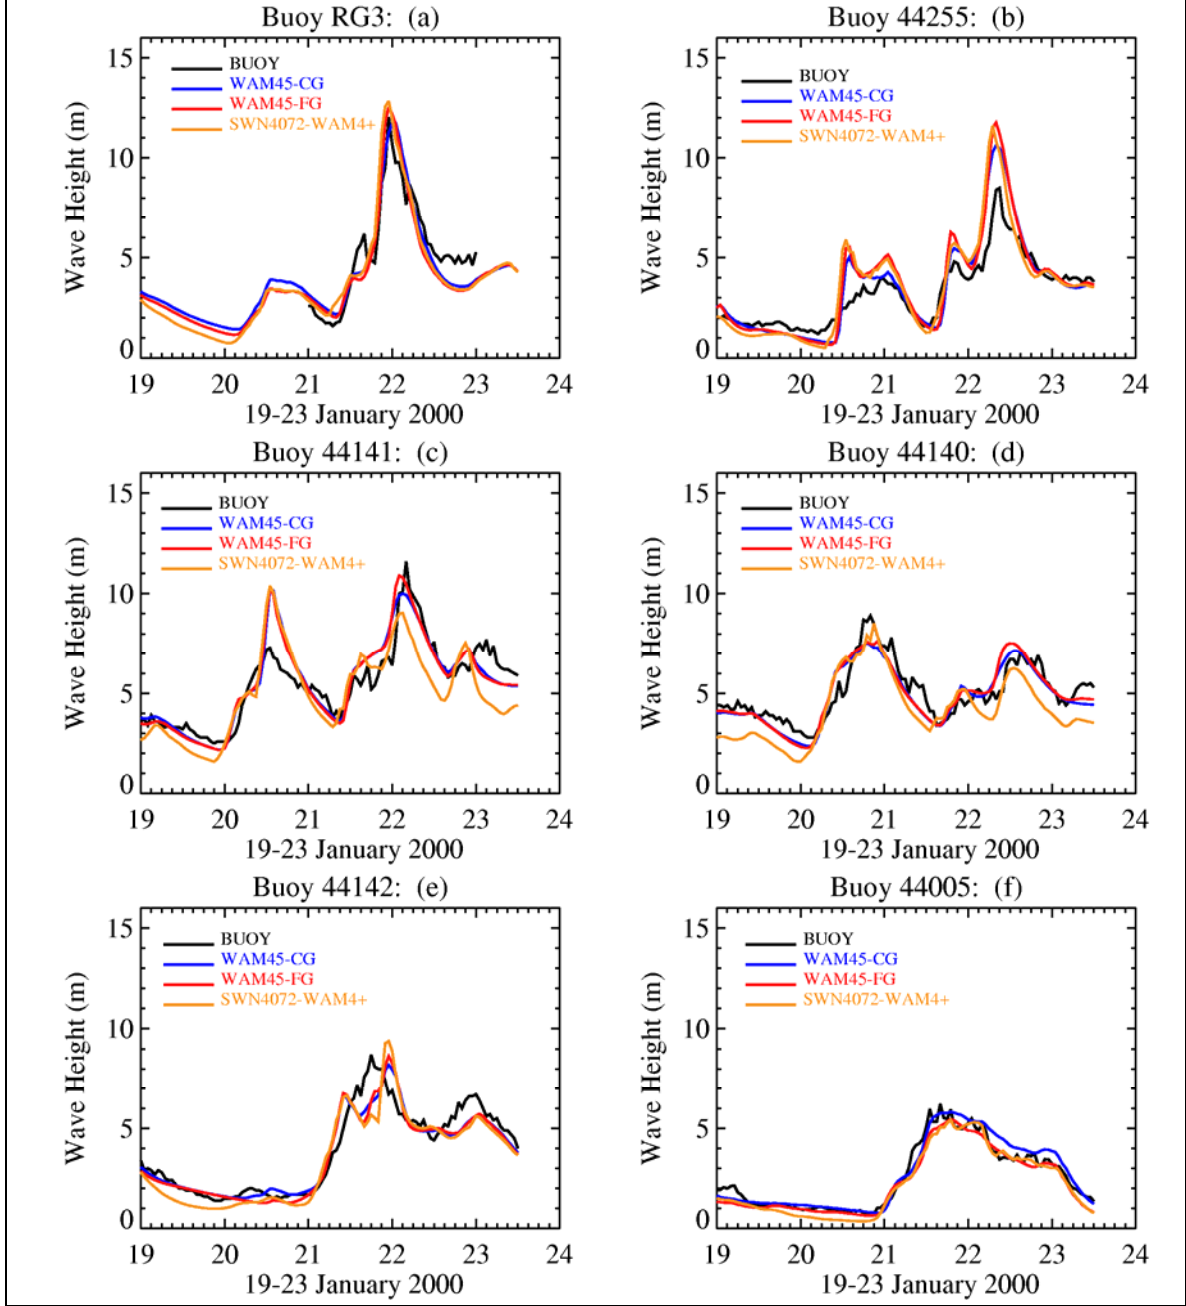 Buoy RG3: (a)
Wave Height (m)
15
10
5
0
BUOY
WAM45-CG
WAM45-FG
SWN4072-WAM4+
19 20 21 22 23 24
19-23 January 2000
Buoy 44255: (b)
Wave Height (m)
15
10
5
0
BUOY
WAM45-CG
WAM45-FG
SWN4072-WAM4+
19 20 21 22 23 24
19-23 January 2000
Buoy 44141: (c)
Wave Height (m)
15
10
5
0
BUOY
WAM45-CG
WAM45-FG
SWN4072-WAM4+
19 20 21 22 23 24
19-23 January 2000
Buoy 44140: (d)
Wave Height (m)
15
10
5
0
BUOY
WAM45-CG
WAM45-FG
SWN4072-WAM4+
19 20 21 22 23 24
19-23 January 2000
Buoy 44142: (e)
Wave Height (m)
15
10
5
0
BUOY
WAM45-CG
WAM45-FG
SWN4072-WAM4+
19 20 21 22 23 24
19-23 January 2000
Buoy 44005: (f)
Wave Height (m)
15
10
5
0
BUOY
WAM45-CG
WAM45-FG
SWN4072-WAM4+
19 20 21 22 23 24
19-23 January 2000